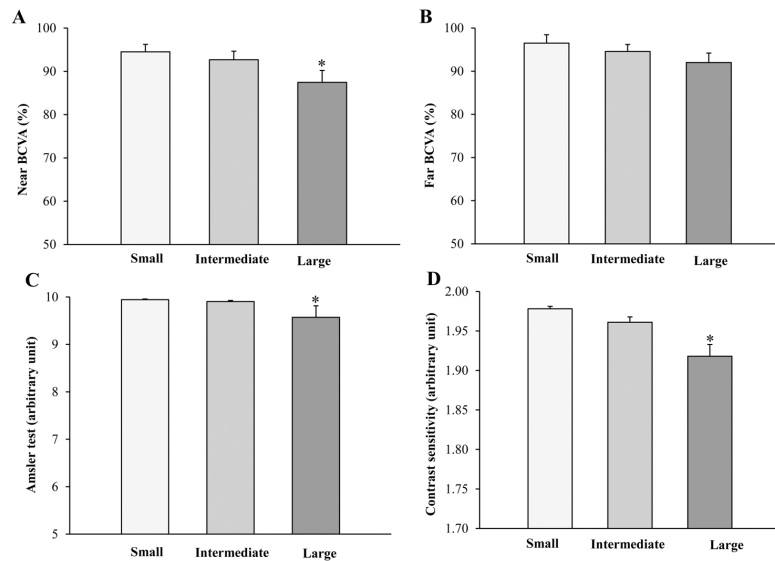 A
Near BCVA (%)
100
90
80
70
60
50
*
Small Intermediate Large
B
Far BCVA (%)
100
90
80
70
60
50
Small Intermediate Large
C
Amsler test (arbitrary unit)
10
9
8
7
6
5
*
Small Intermediate Large
D
Contrast sensitivity (arbitrary unit)
2.00
1.95
1.90
1.85
1.80
1.75
1.70
*
Small Intermediate Large